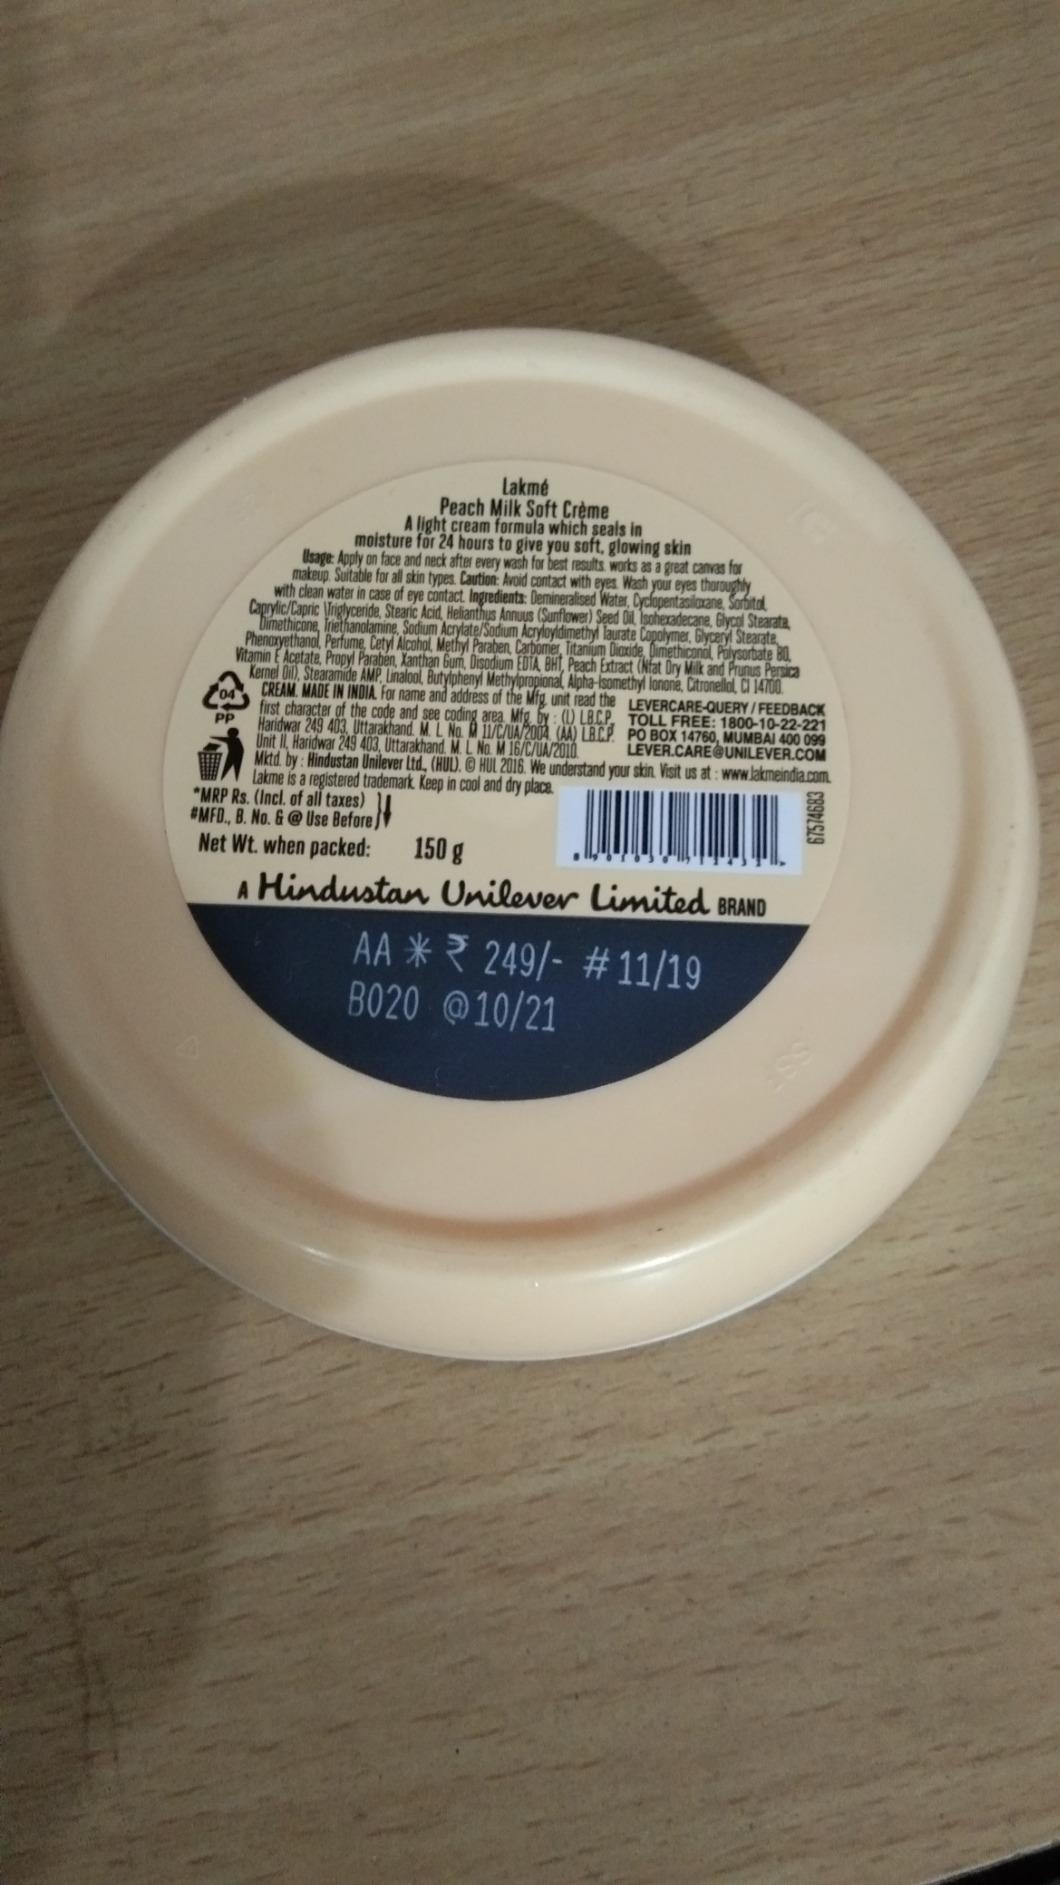 Lakmé
Peach Milk Soft Crème
A light cream formula which seals in
moisture for 24 hours to give you soft, glowing skin
Usage: Apply on face and neck after every wash for best results. works as a great canvas for
makeup. Suitable for all skin types. Caution: Avoid contact with eyes. Wash your eyes thoroughly
with clean water in case of eye contact. Ingredients: Demineralised Water, Cyclopentasiloxane, Sorbitol,
Caprylic/Capric Triglyceride, Stearic Acid, Helianthus Annuus (Sunflower) Seed Oil, Isohexadecane, Glycol Stearate,
Dimethicone, Triethanolamine, Sodium Acrylate/Sodium Acryloyldimethyl Taurate Copolymer, Glyceryl Stearate,
Phenoxyethanol, Perfume, Cetyl Alcohol, Methyl Paraben, Carbomer, Titanium Dioxide, Dimethiconol, Polysorbate 80,
Vitamin E Acetate, Propyl Paraben, Xanthan Gum, Disodium EDTA, BHT, Peach Extract (Nfat Dry Milk and Prunus Persica
Kernel Oil), Stearamide AMP, Linalool, Butylphenyl Methylpropional, Alpha-Isomethyl Ionone, Citronellol, CI 14700.
CREAM. MADE IN INDIA. For name and address of the Mfg. unit read the
first character of the code and see coding area. Mfg. by : (L) L.B.C.P.
Haridwar 249 403, Uttarakhand. M. L. No. M 11/C/UA/2004. (AA) L.B.C.P.
Unit II, Haridwar 249 403, Uttarakhand. M. L. No. M 16/C/UA/2010.
LEVERCARE-QUERY / FEEDBACK
TOLL FREE: 1800-10-22-221
PO BOX 14760, MUMBAI 400 099
LEVER.CARE@UNILEVER.COM
04
PP
Mktd. by : Hindustan Unilever Ltd., (HUL). © HUL 2016. We understand your skin. Visit us at : www.lakmeindia.com.
Lakme is a registered trademark. Keep in cool and dry place.
*MRP Rs. (Incl. of all taxes)
#MFD., B. No. & @ Use Before
67574683
Net Wt. when packed: 150 g
A Hindustan Unilever Limited BRAND
AA * ₹ 249/- # 11/19
B020 @10/21